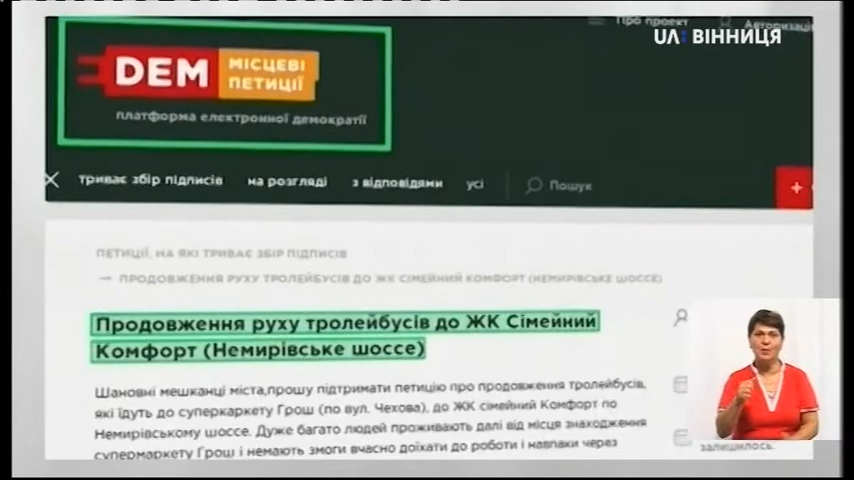 Про проект
Авторизаці
UA: ВІННИЦЯ
DEM МІСЦЕВІ ПЕТИЦІЇ
платформа електронної демократії
триває збір підписів на розгляді з відповідями усі Пошук +
ПЕТИЦІЇ, НА ЯКІ ТРИВАЄ ЗБІР ПІДПИСІВ
→ ПРОДОВЖЕННЯ РУХУ ТРОЛЕЙБУСІВ ДО ЖК СІМЕЙНИЙ КОМФОРТ (НЕМИРІВСЬКЕ ШОССЕ)
Продовження руху тролейбусів до ЖК Сімейний
Комфорт (Немирівське шоссе)
Шановні мешканці міста,прошу підтримати петицію про продовження тролейбусів,
які їдуть до суперкаркету Грош (по вул. Чехова), до ЖК сімейний Комфорт по
Немирівському шоссе. Дуже багато людей проживають далі від місця знаходження
супермаркету Грош і немають змоги вчасно доїхати до роботи і навпаки через
залишилось.